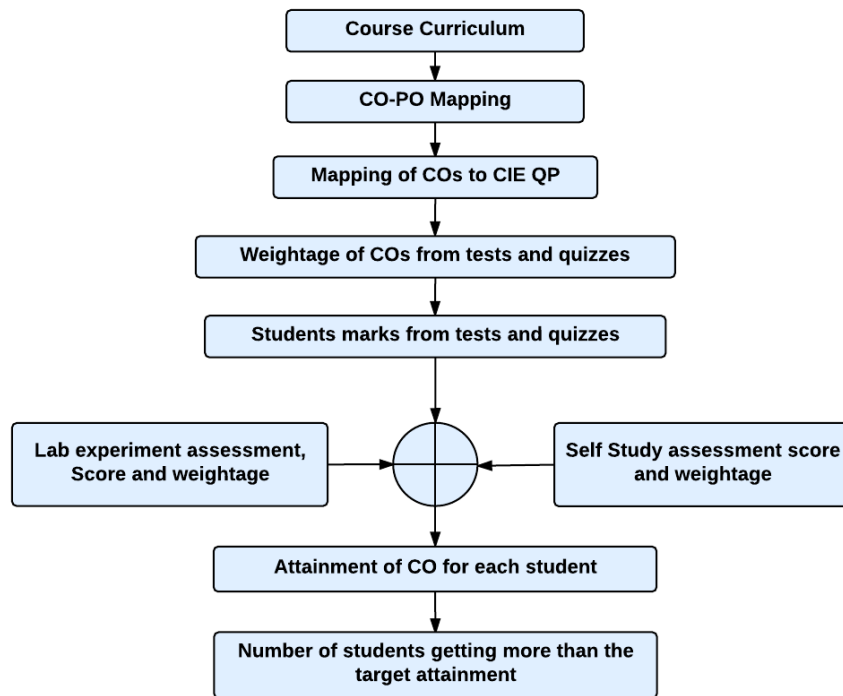 Course Curriculum
CO-PO Mapping
Mapping of COs to CIE QP
Weightage of COs from tests and quizzes
Students marks from tests and quizzes
Lab experiment assessment,
Score and weightage
Self Study assessment score
and weightage
Attainment of CO for each student
Number of students getting more than the
target attainment